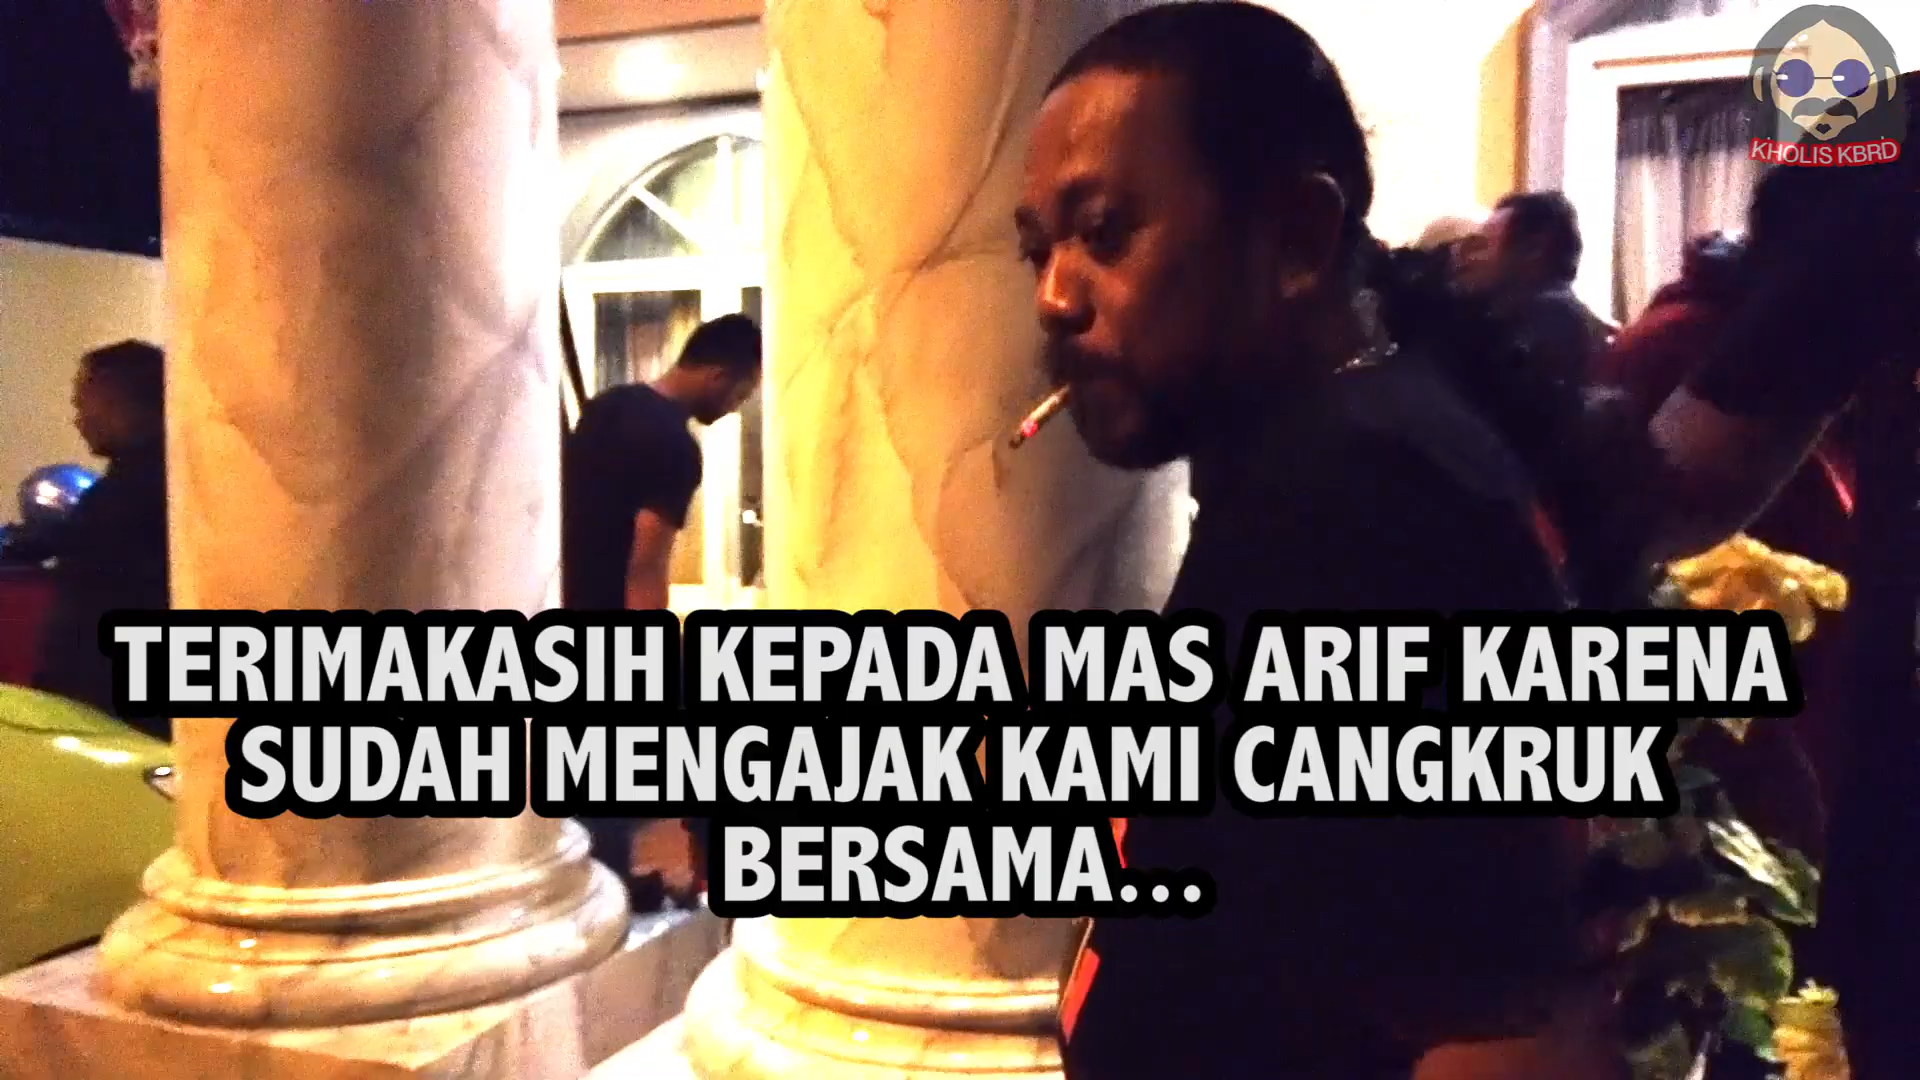 KHOLIS KBRD
TERIMAKASIH KEPADA MAS ARIF KARENA
SUDAH MENGAJAK KAMI CANGKRUK
BERSAMA...